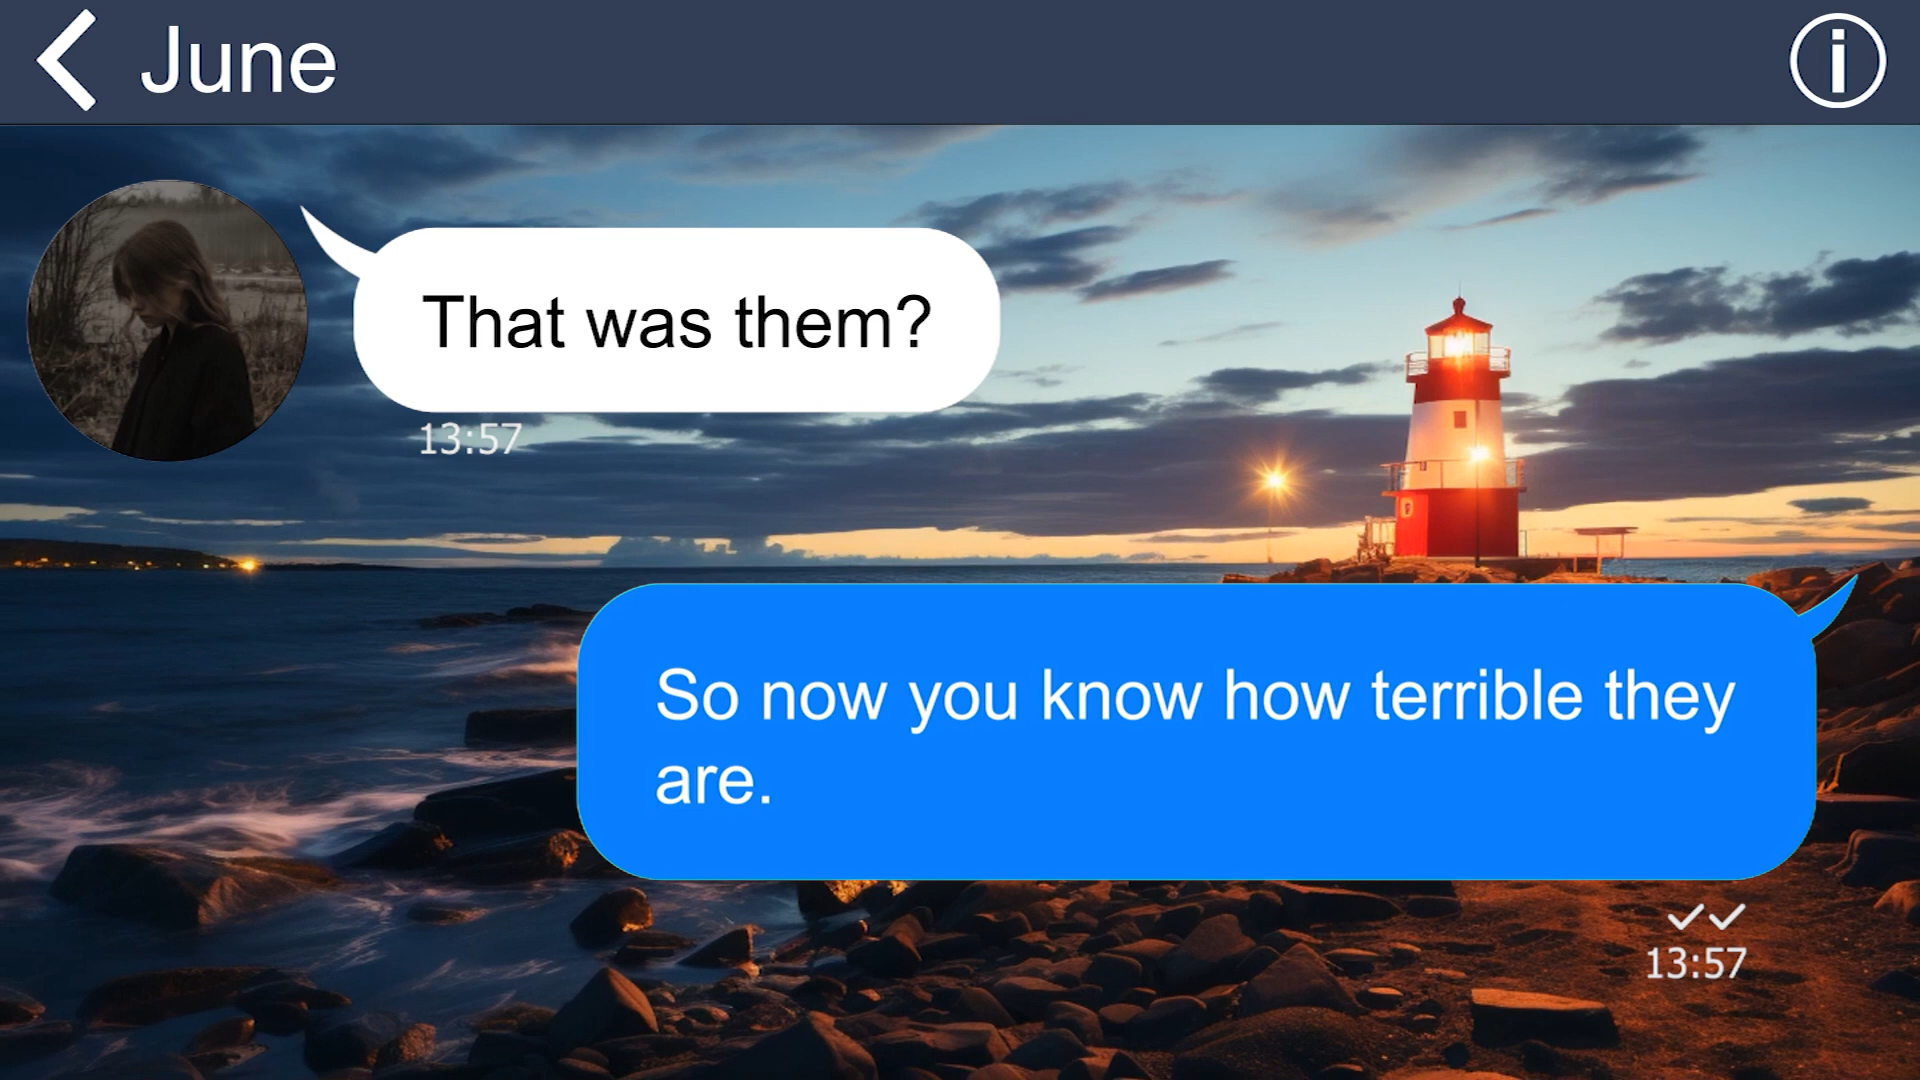 June
That was them?
13:57
So now you know how terrible they
are.
13:57